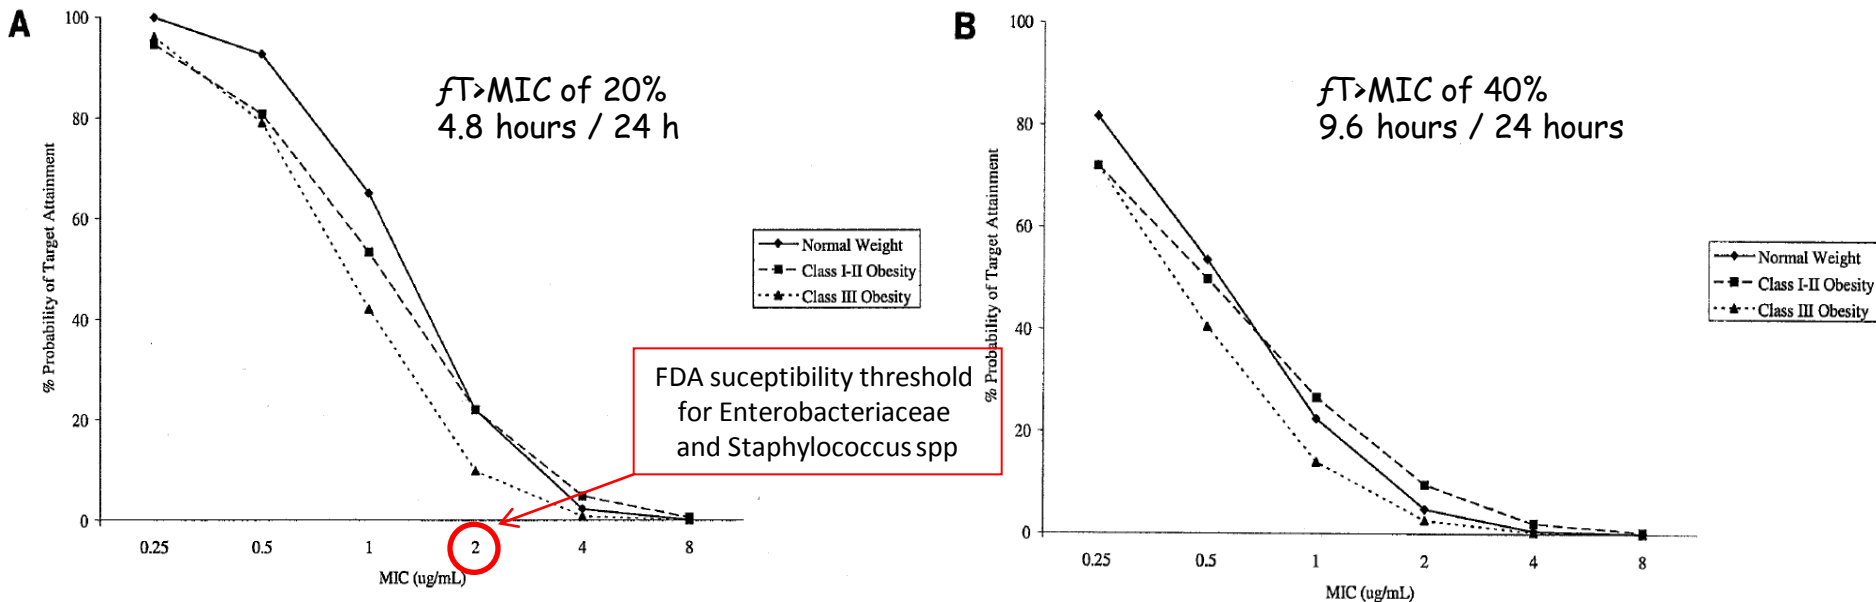 A
100
80
60
40
20
0
% Probability of Target Attainment
fT>MIC of 20%
4.8 hours / 24 h
Normal Weight
Class I-II Obesity
Class III Obesity
FDA suceptibility threshold
for Enterobacteriaceae
and Staphylococcus spp
0.25 0.5 1 2 4 8
MIC (ug/mL)
B
100
80
60
40
20
0
% Probability of Target Attainment
fT>MIC of 40%
9.6 hours / 24 hours
Normal Weight
Class I-II Obesity
Class III Obesity
0.25 0.5 1 2 4 8
MIC (ug/mL)